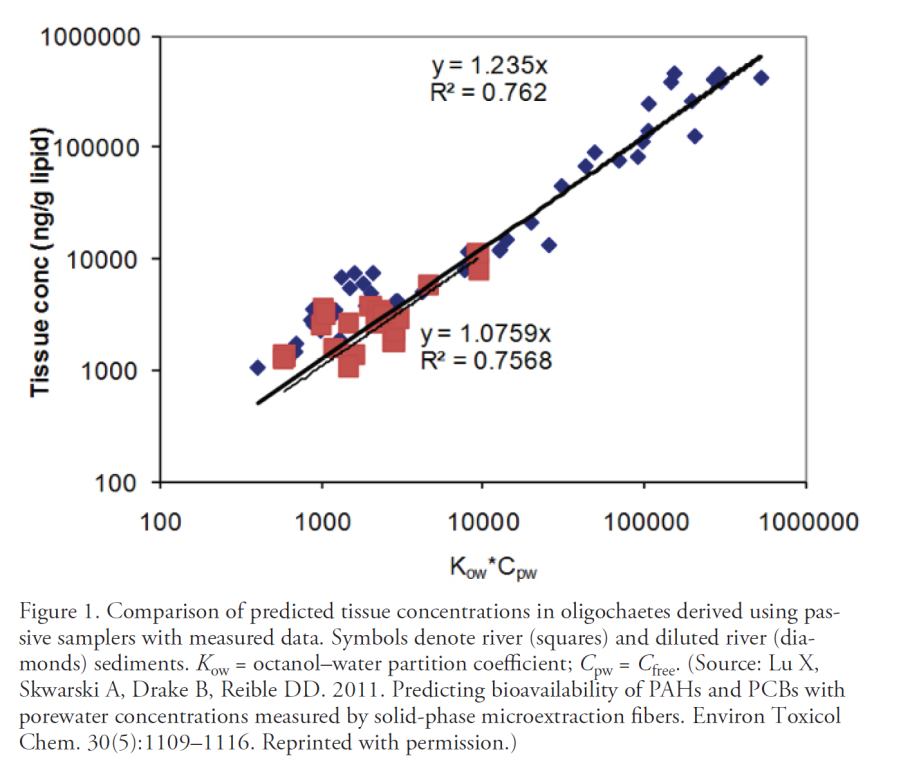 1000000
y = 1.235x
R² = 0.762
100000
10000
y = 1.0759x
R² = 0.7568
1000
100
Tissue conc (ng/g lipid)
100 1000 10000 100000 1000000
Kow*Cpw
Figure 1. Comparison of predicted tissue concentrations in oligochaetes derived using pas-
sive samplers with measured data. Symbols denote river (squares) and diluted river (dia-
monds) sediments. Kow = octanol–water partition coefficient; Cpw = Cfree. (Source: Lu X,
Skwarski A, Drake B, Reible DD. 2011. Predicting bioavailability of PAHs and PCBs with
porewater concentrations measured by solid-phase microextraction fibers. Environ Toxicol
Chem. 30(5):1109–1116. Reprinted with permission.)